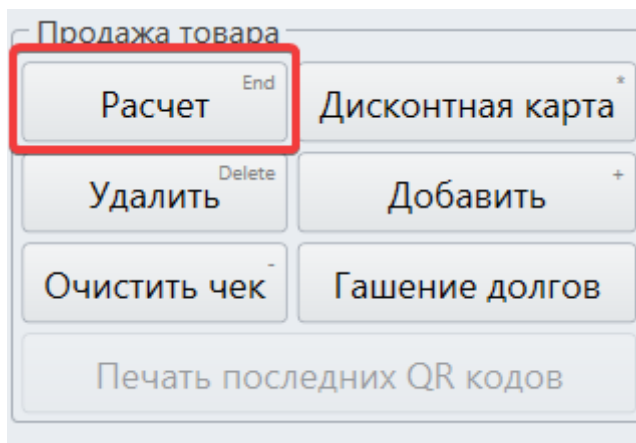 Продажа товара
Расчет End
Дисконтная карта *
Удалить Delete
Добавить +
Очистить чек -
Гашение долгов
Печать последних QR кодов